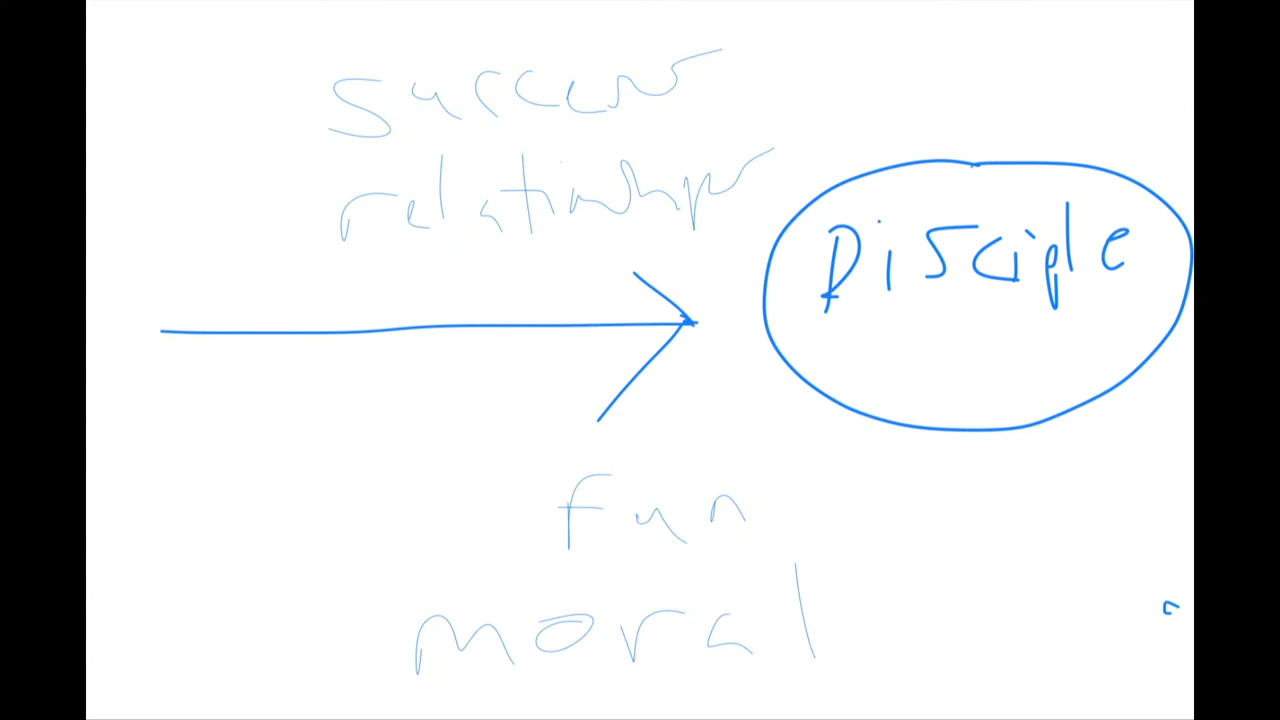 success
relationships
Disciple
fun
moral